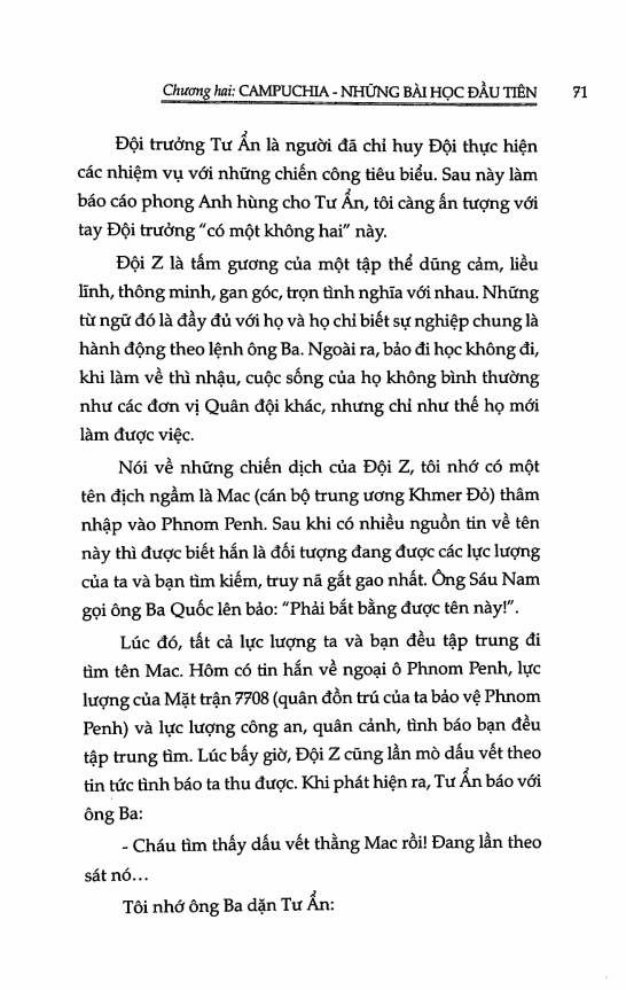 Chương hai: CAMPUCHIA - NHỮNG BÀI HỌC ĐẦU TIÊN 71
Đội trưởng Tư Ẩn là người đã chỉ huy Đội thực hiện
các nhiệm vụ với những chiến công tiêu biểu. Sau này làm
báo cáo phong Anh hùng cho Tư Ẩn, tôi càng ấn tượng với
tay Đội trưởng "có một không hai" này.
Đội Z là tấm gương của một tập thể dũng cảm, liều
lĩnh, thông minh, gan góc, trọn tình nghĩa với nhau. Những
từ ngữ đó là đầy đủ với họ và họ chỉ biết sự nghiệp chung là
hành động theo lệnh ông Ba. Ngoài ra, bảo đi học không đi,
khi làm về thì nhậu, cuộc sống của họ không bình thường
như các đơn vị Quân đội khác, nhưng chỉ như thế họ mới
làm được việc.
Nói về những chiến dịch của Đội Z, tôi nhớ có một
tên địch ngầm là Mac (cán bộ trung ương Khmer Đỏ) thâm
nhập vào Phnom Penh. Sau khi có nhiều nguồn tin về tên
này thì được biết hắn là đối tượng đang được các lực lượng
của ta và bạn tìm kiếm, truy nã gắt gao nhất. Ông Sáu Nam
gọi ông Ba Quốc lên bảo: "Phải bắt bằng được tên này!".
Lúc đó, tất cả lực lượng ta và bạn đều tập trung đi
tìm tên Mac. Hôm có tin hắn về ngoại ô Phnom Penh, lực
lượng của Mặt trận 7708 (quân đồn trú của ta bảo vệ Phnom
Penh) và lực lượng công an, quân cảnh, tình báo bạn đều
tập trung tìm. Lúc bấy giờ, Đội Z cũng lần mò dấu vết theo
tin tức tình báo ta thu được. Khi phát hiện ra, Tư Ẩn báo với
ông Ba:
- Cháu tìm thấy dấu vết thằng Mac rồi! Đang lần theo
sát nó...
Tôi nhớ ông Ba dặn Tư Ẩn: